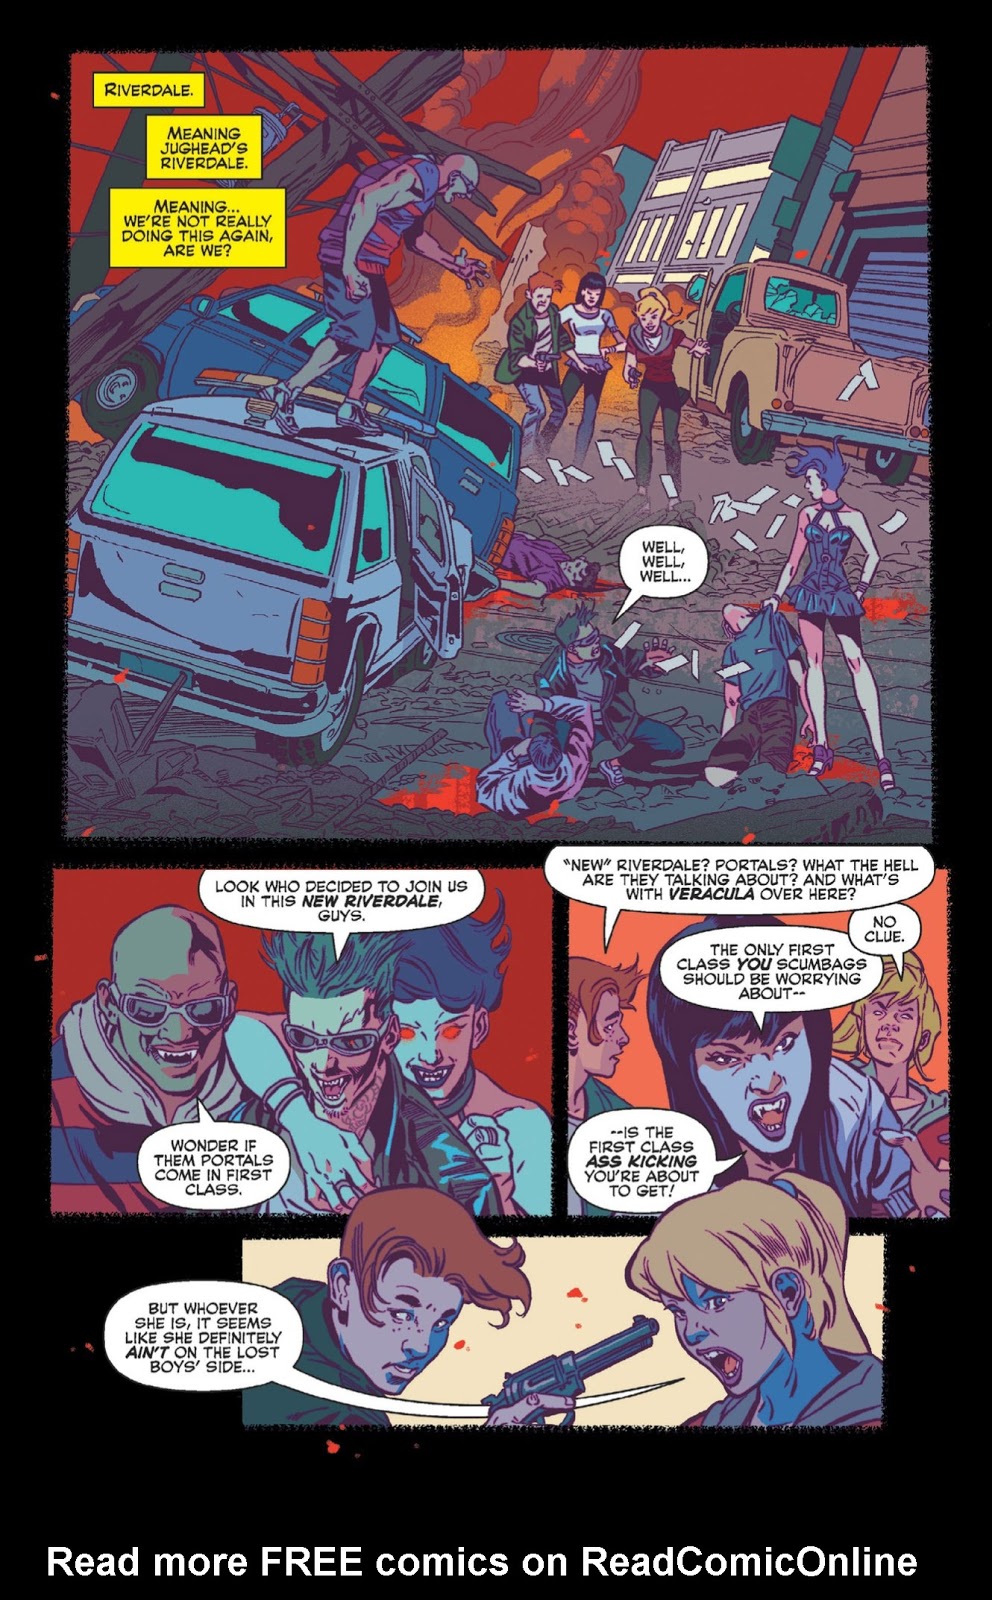 RIVERDALE.
MEANING
JUGHEAD'S
RIVERDALE.
MEANING...
WE'RE NOT REALLY
DOING THIS AGAIN,
ARE WE?
WELL,
WELL,
WELL...
LOOK WHO DECIDED TO JOIN US
IN THIS NEW RIVERDALE,
GUYS.
WONDER IF
THEM PORTALS
COME IN FIRST
CLASS.
"NEW" RIVERDALE? PORTALS? WHAT THE HELL
ARE THEY TALKING ABOUT? AND WHAT'S
WITH VERACULA OVER HERE?
NO
CLUE.
THE ONLY FIRST
CLASS YOU SCUMBAGS
SHOULD BE WORRYING
ABOUT--
--IS THE
FIRST CLASS
ASS KICKING
YOU'RE ABOUT
TO GET!
BUT WHOEVER
SHE IS, IT SEEMS
LIKE SHE DEFINITELY
AIN'T ON THE LOST
BOYS' SIDE...
Read more FREE comics on ReadComicOnline